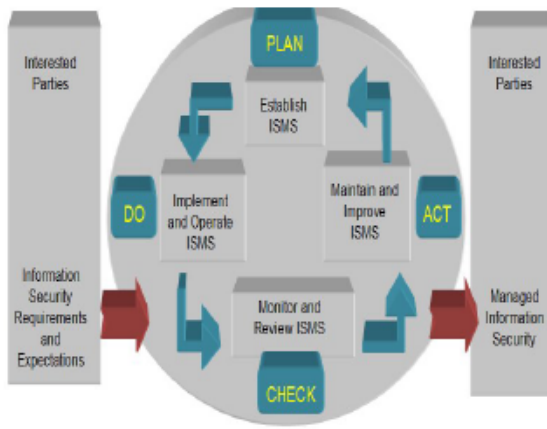 Interested
Parties
Information
Security
Requirements
and
Expectations
PLAN
Establish
ISMS
DO
Implement
and Operate
ISMS
Maintain and
Improve
ISMS
ACT
Monitor and
Review ISMS
CHECK
Interested
Parties
Managed
Information
Security